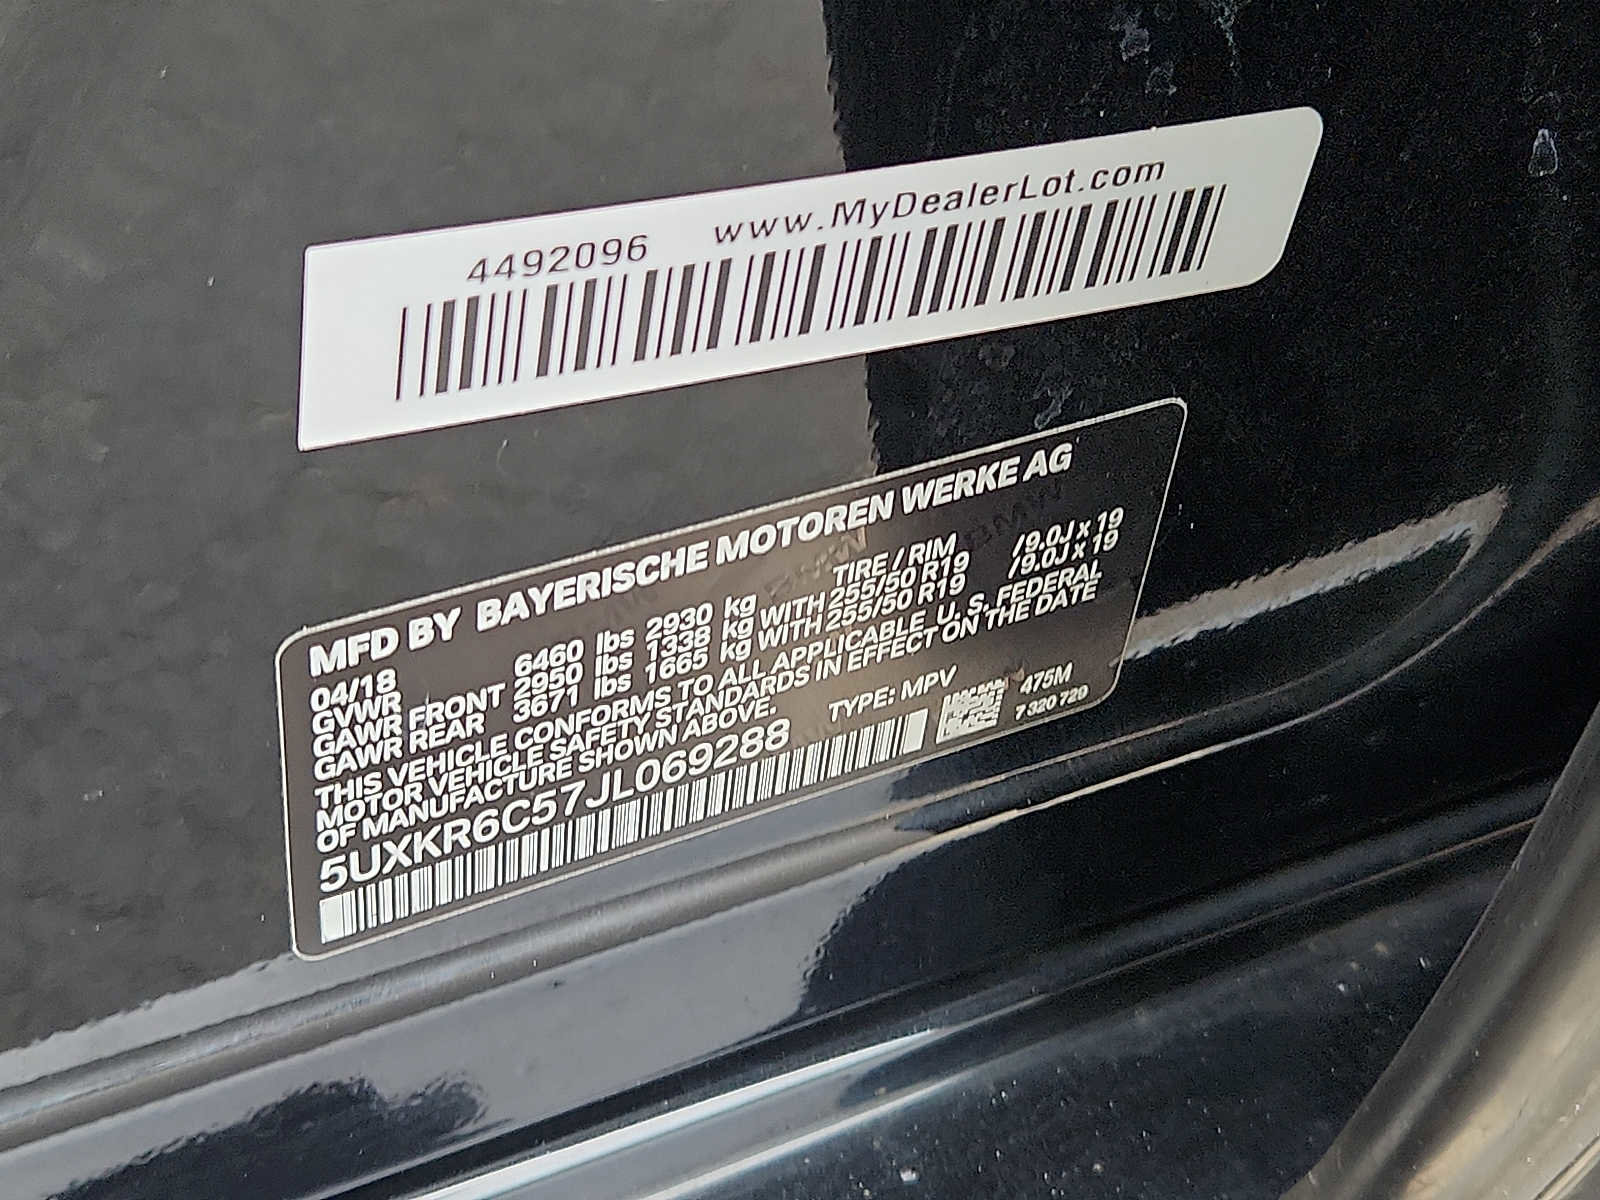 4492096 www.MyDealerLot.com
MFD BY BAYERISCHE MOTOREN WERKE AG
04/18 TIRE / RIM
GVWR 6460 lbs 2930 kg
GAWR FRONT 2950 lbs 1338 kg WITH 255/50 R19 /9.0J x 19
GAWR REAR 3671 lbs 1665 kg WITH 255/50 R19 /9.0J x 19
THIS VEHICLE CONFORMS TO ALL APPLICABLE U. S. FEDERAL
MOTOR VEHICLE SAFETY STANDARDS IN EFFECT ON THE DATE
OF MANUFACTURE SHOWN ABOVE.
5UXKR6C57JL069288 TYPE: MPV 475M
7 320 729